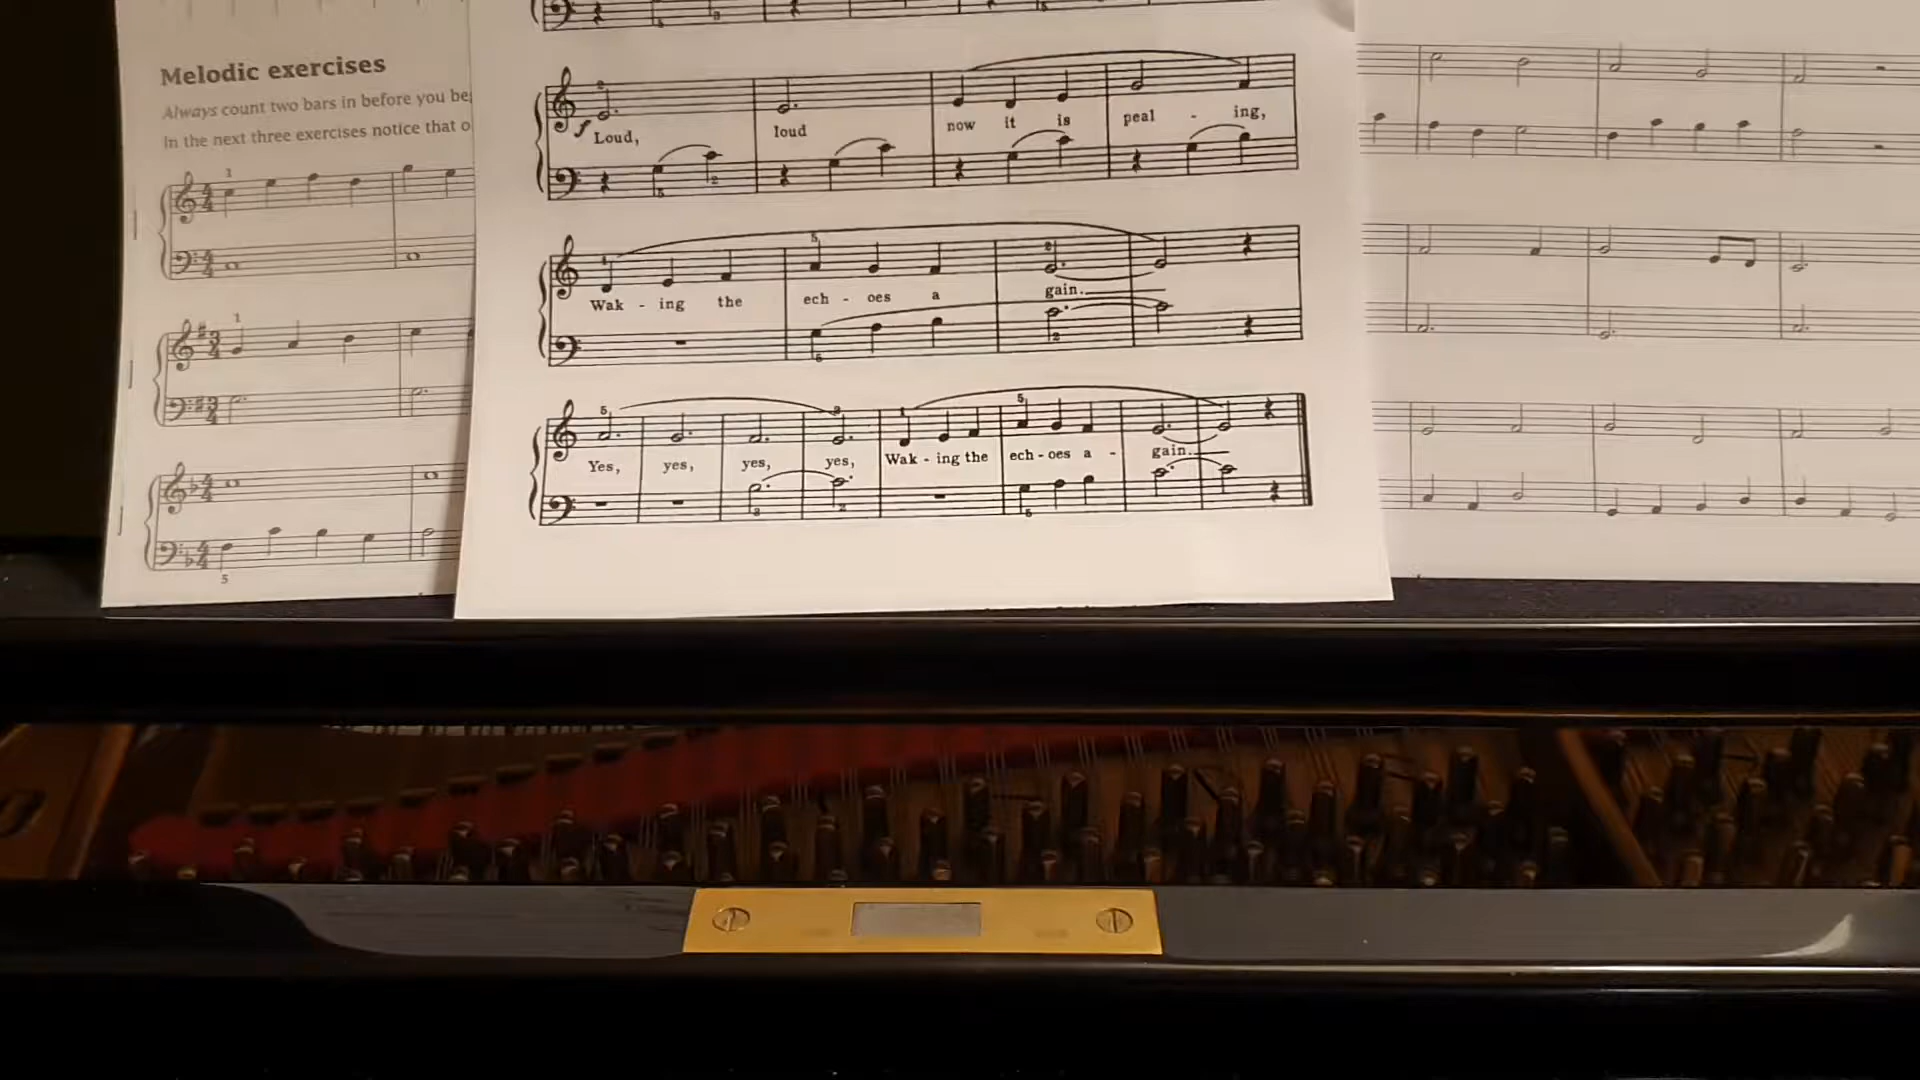 Melodic exercises
Always count two bars in before you be
In the next three exercises notice that o
Loud, loud now it is peal - ing,
Wak - ing the ech - oes a gain.
Yes, yes, yes, yes, Wak - ing the ech - oes a - gain.